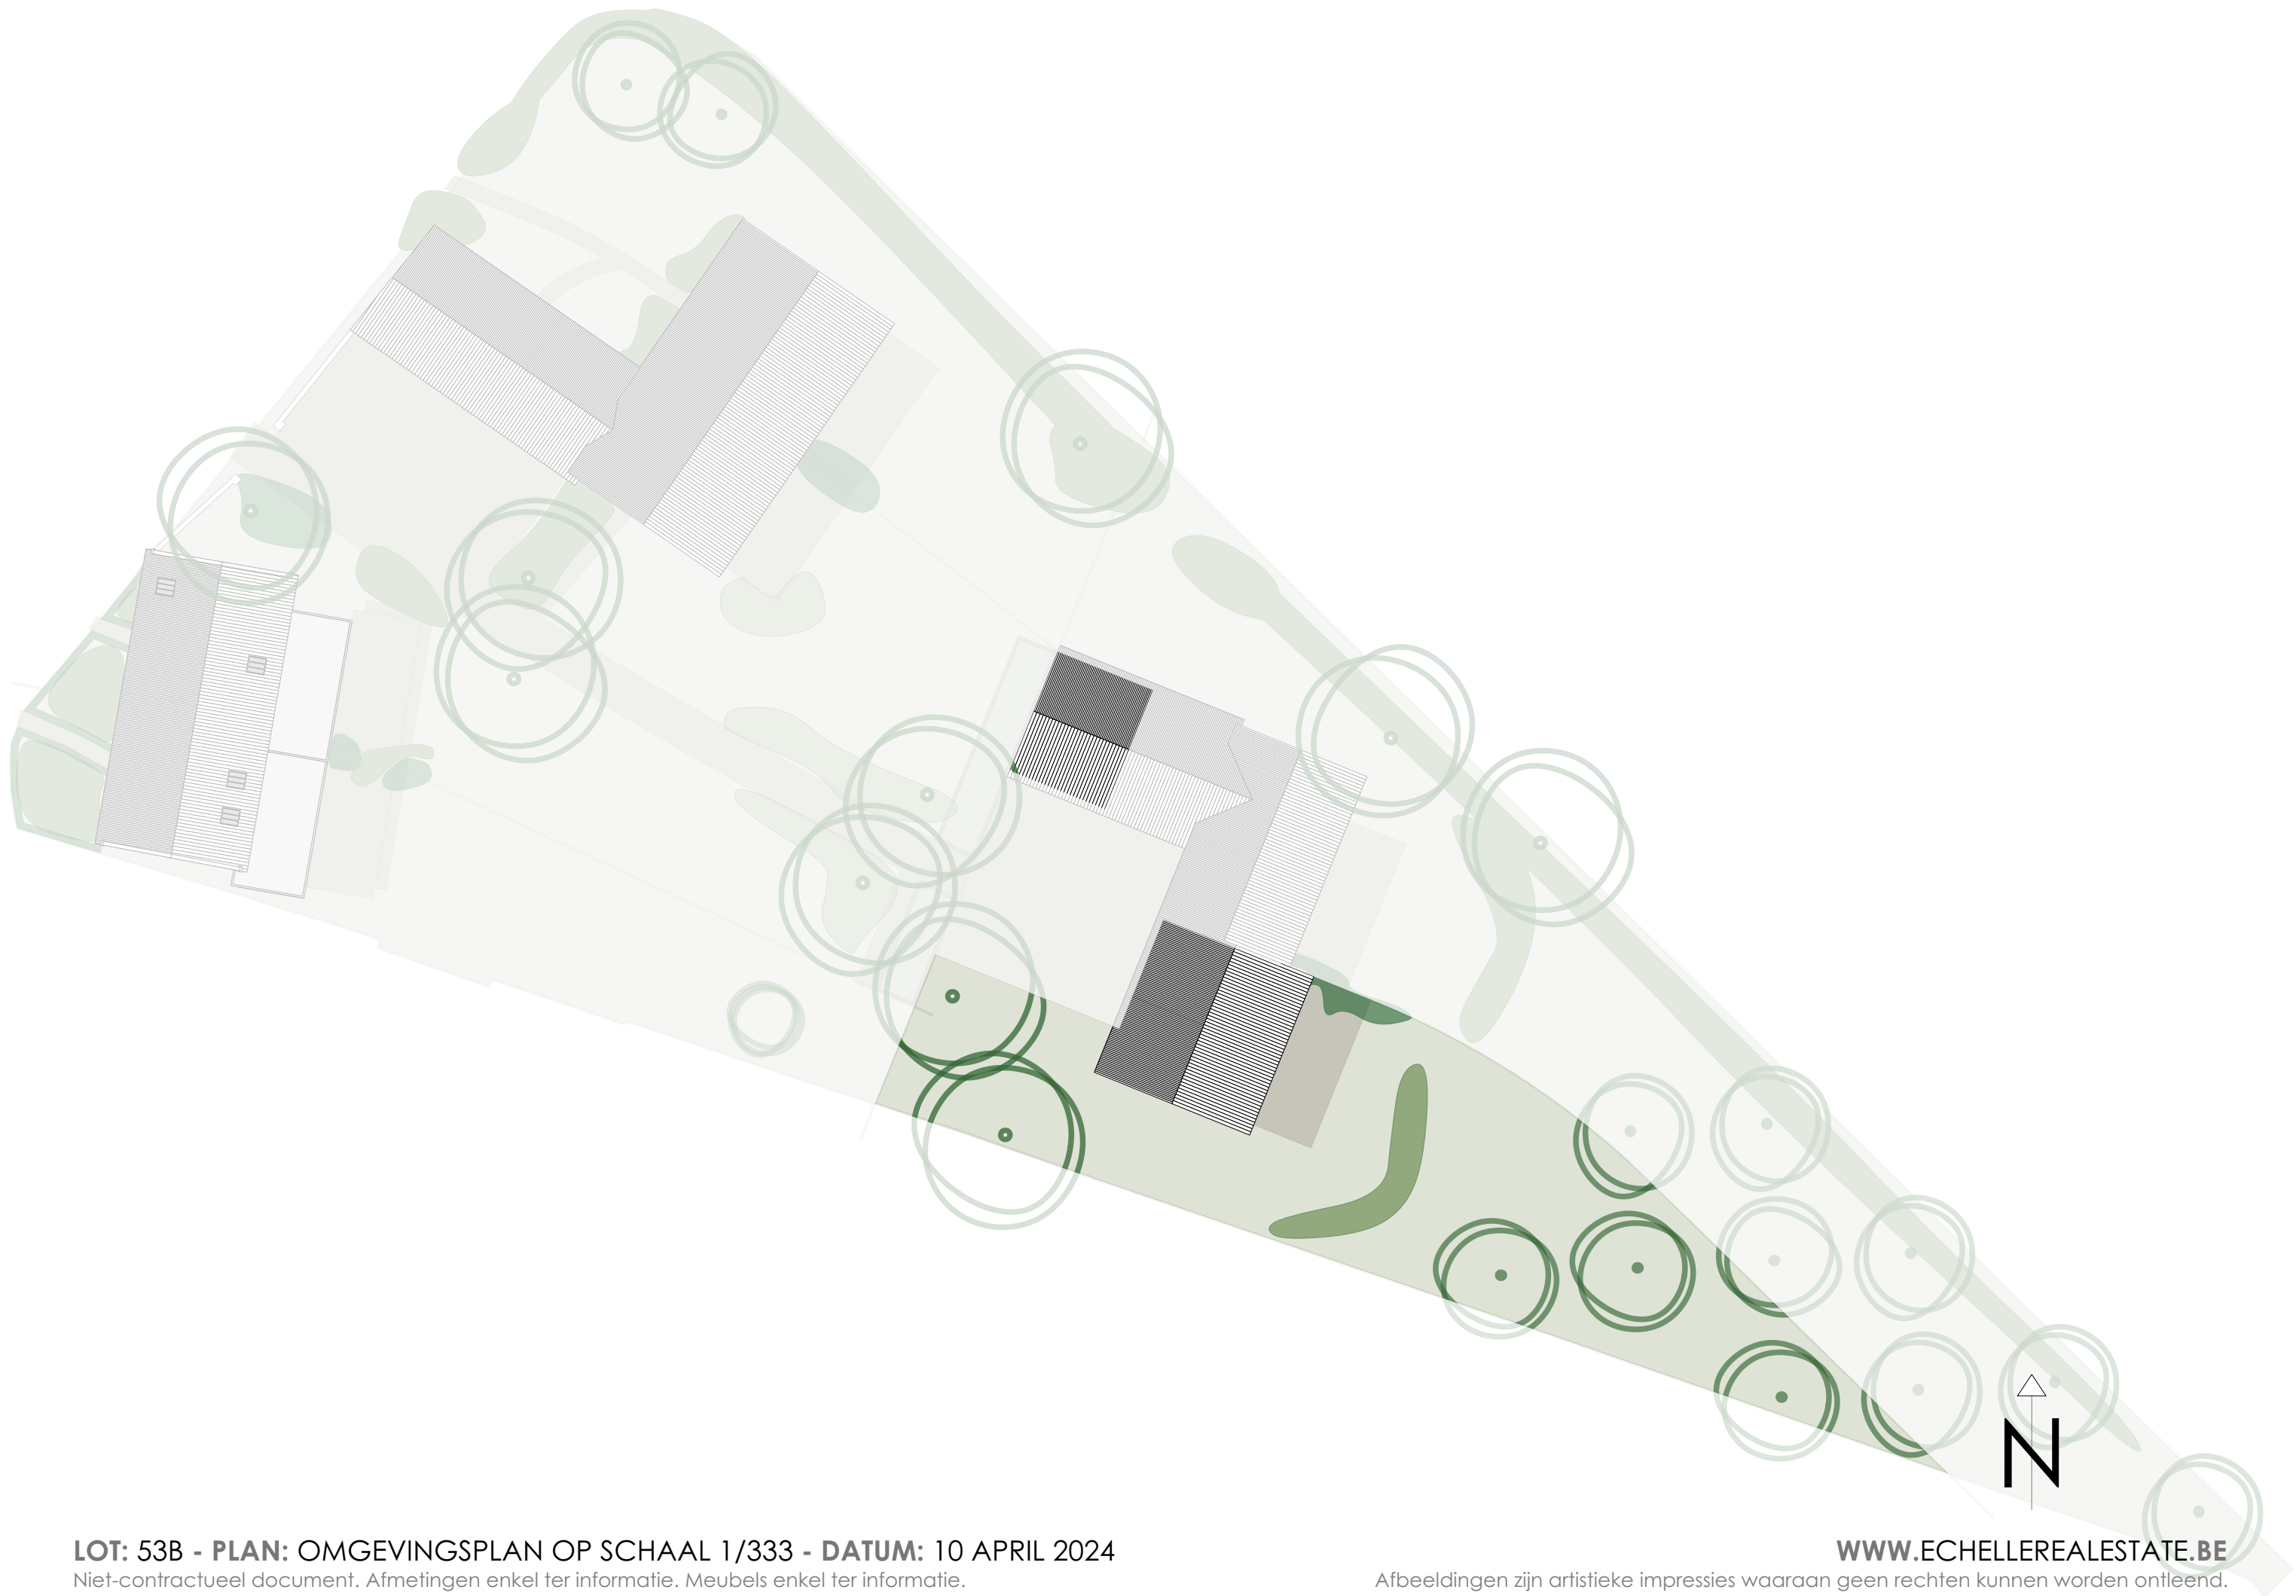 N
LOT: 53B - PLAN: OMGEVINGSPLAN OP SCHAAL 1/333 - DATUM: 10 APRIL 2024
Niet-contractueel document. Afmetingen enkel ter informatie. Meubels enkel ter informatie.
WWW.ECHELLEREALESTATE.BE
Afbeeldingen zijn artistieke impressies waaraan geen rechten kunnen worden ontleend.